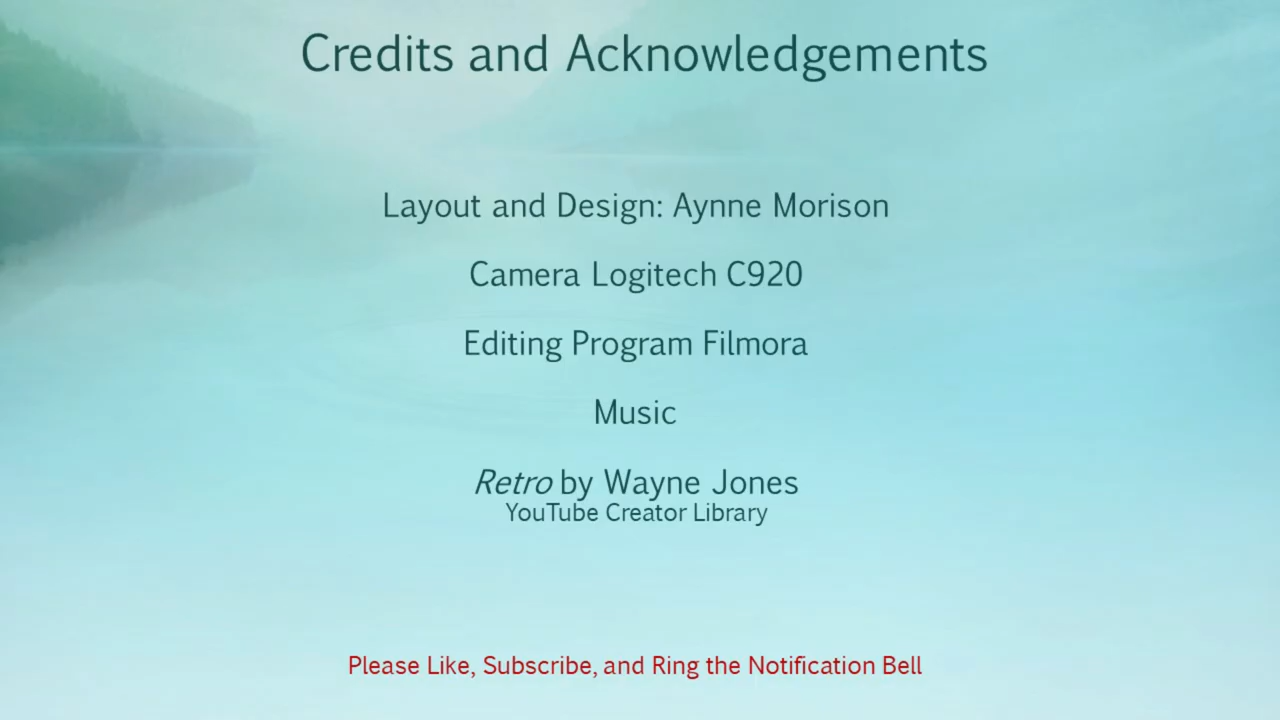 Credits and Acknowledgements
Layout and Design: Aynne Morison
Camera Logitech C920
Editing Program Filmora
Music
Retro by Wayne Jones
YouTube Creator Library
Please Like, Subscribe, and Ring the Notification Bell